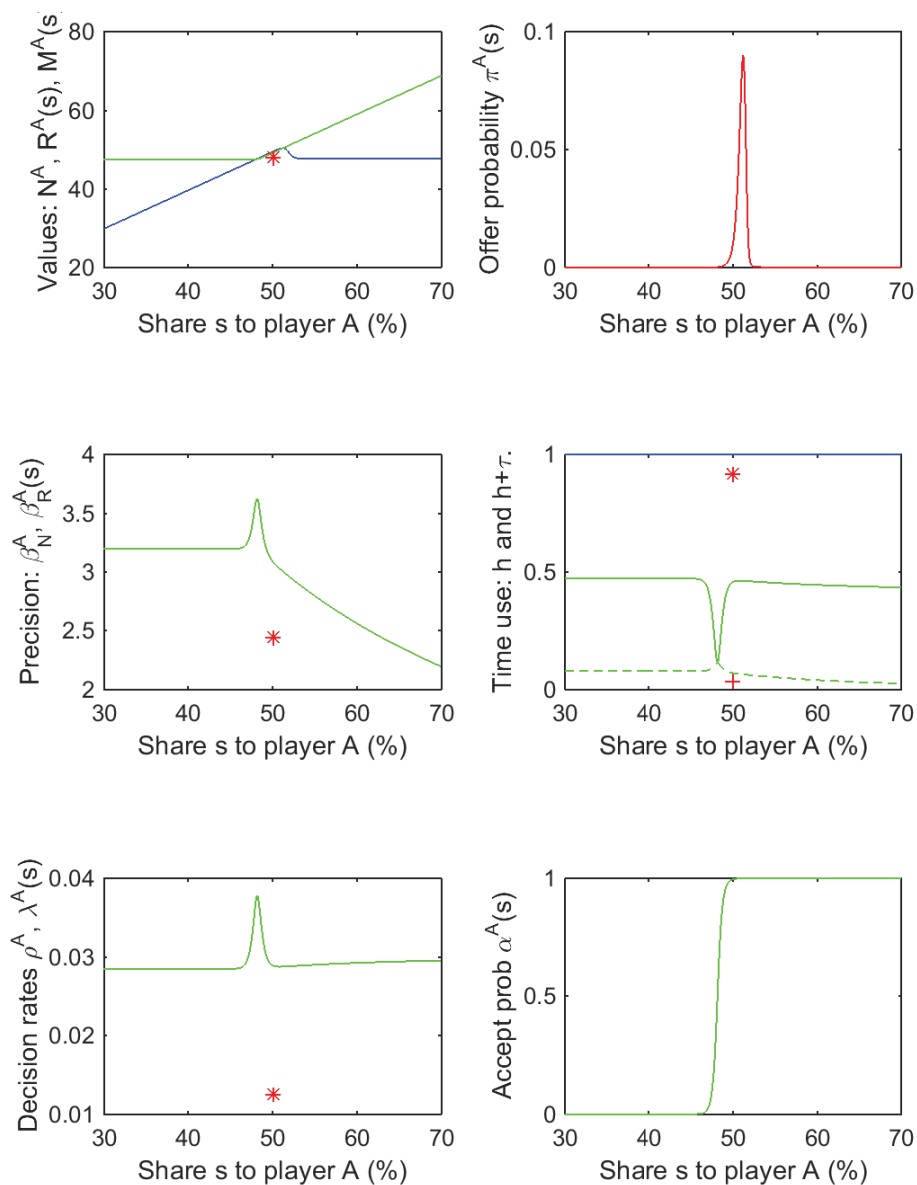 Values: N^A, R^A(s), M^A(s)
80
60
40
20
30 40 50 60 70
Share s to player A (%)
Offer probability π^A(s)
0.1
0.05
0
30 40 50 60 70
Share s to player A (%)
Precision: β_N^A, β_R^A(s)
4
3.5
3
2.5
2
30 40 50 60 70
Share s to player A (%)
Time use: h and h+τ.
1
0.5
0
30 40 50 60 70
Share s to player A (%)
Decision rates ρ^A, λ^A(s)
0.04
0.03
0.02
0.01
30 40 50 60 70
Share s to player A (%)
Accept prob α^A(s)
1
0.5
0
30 40 50 60 70
Share s to player A (%)